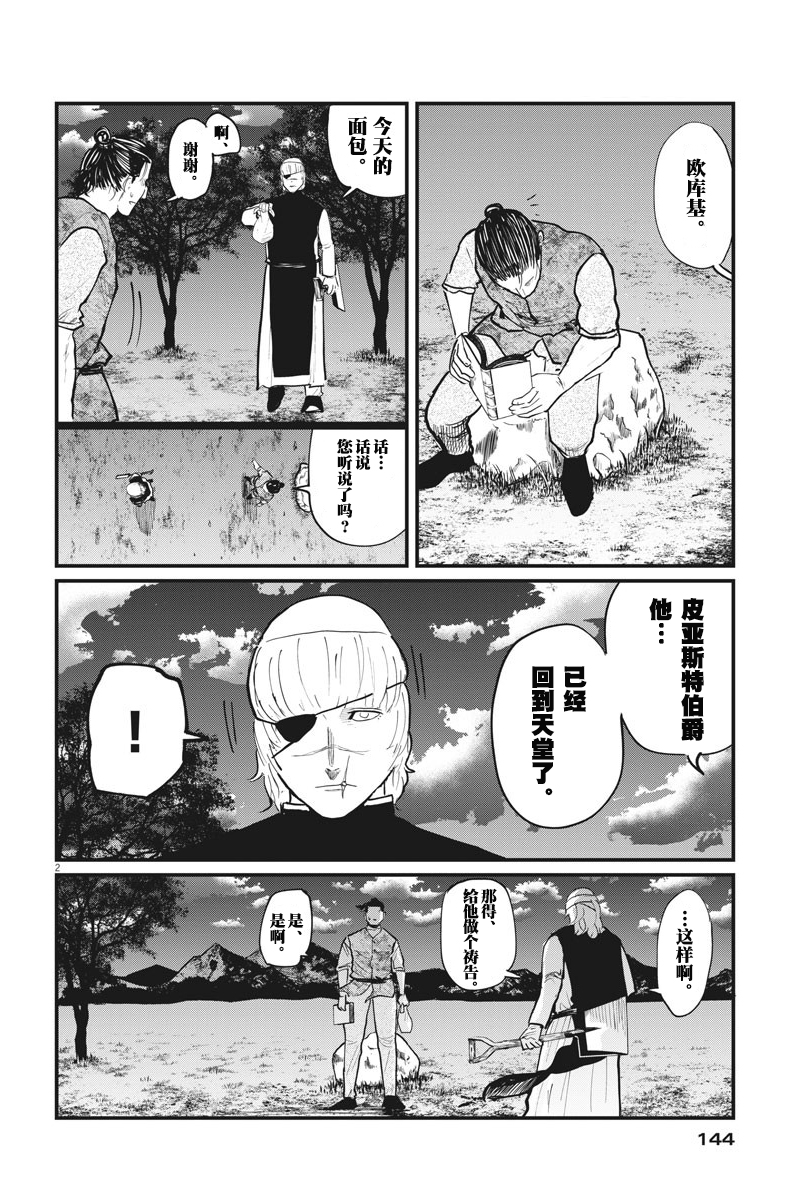 欧库基。
今天的
面包。
啊、
谢谢。
话…
话说
您听说了吗？
皮亚斯特伯爵
他…
已经
回到天堂了。
！
…这样啊。
那得、
给他做个祷告。
是、
是啊。
2
144